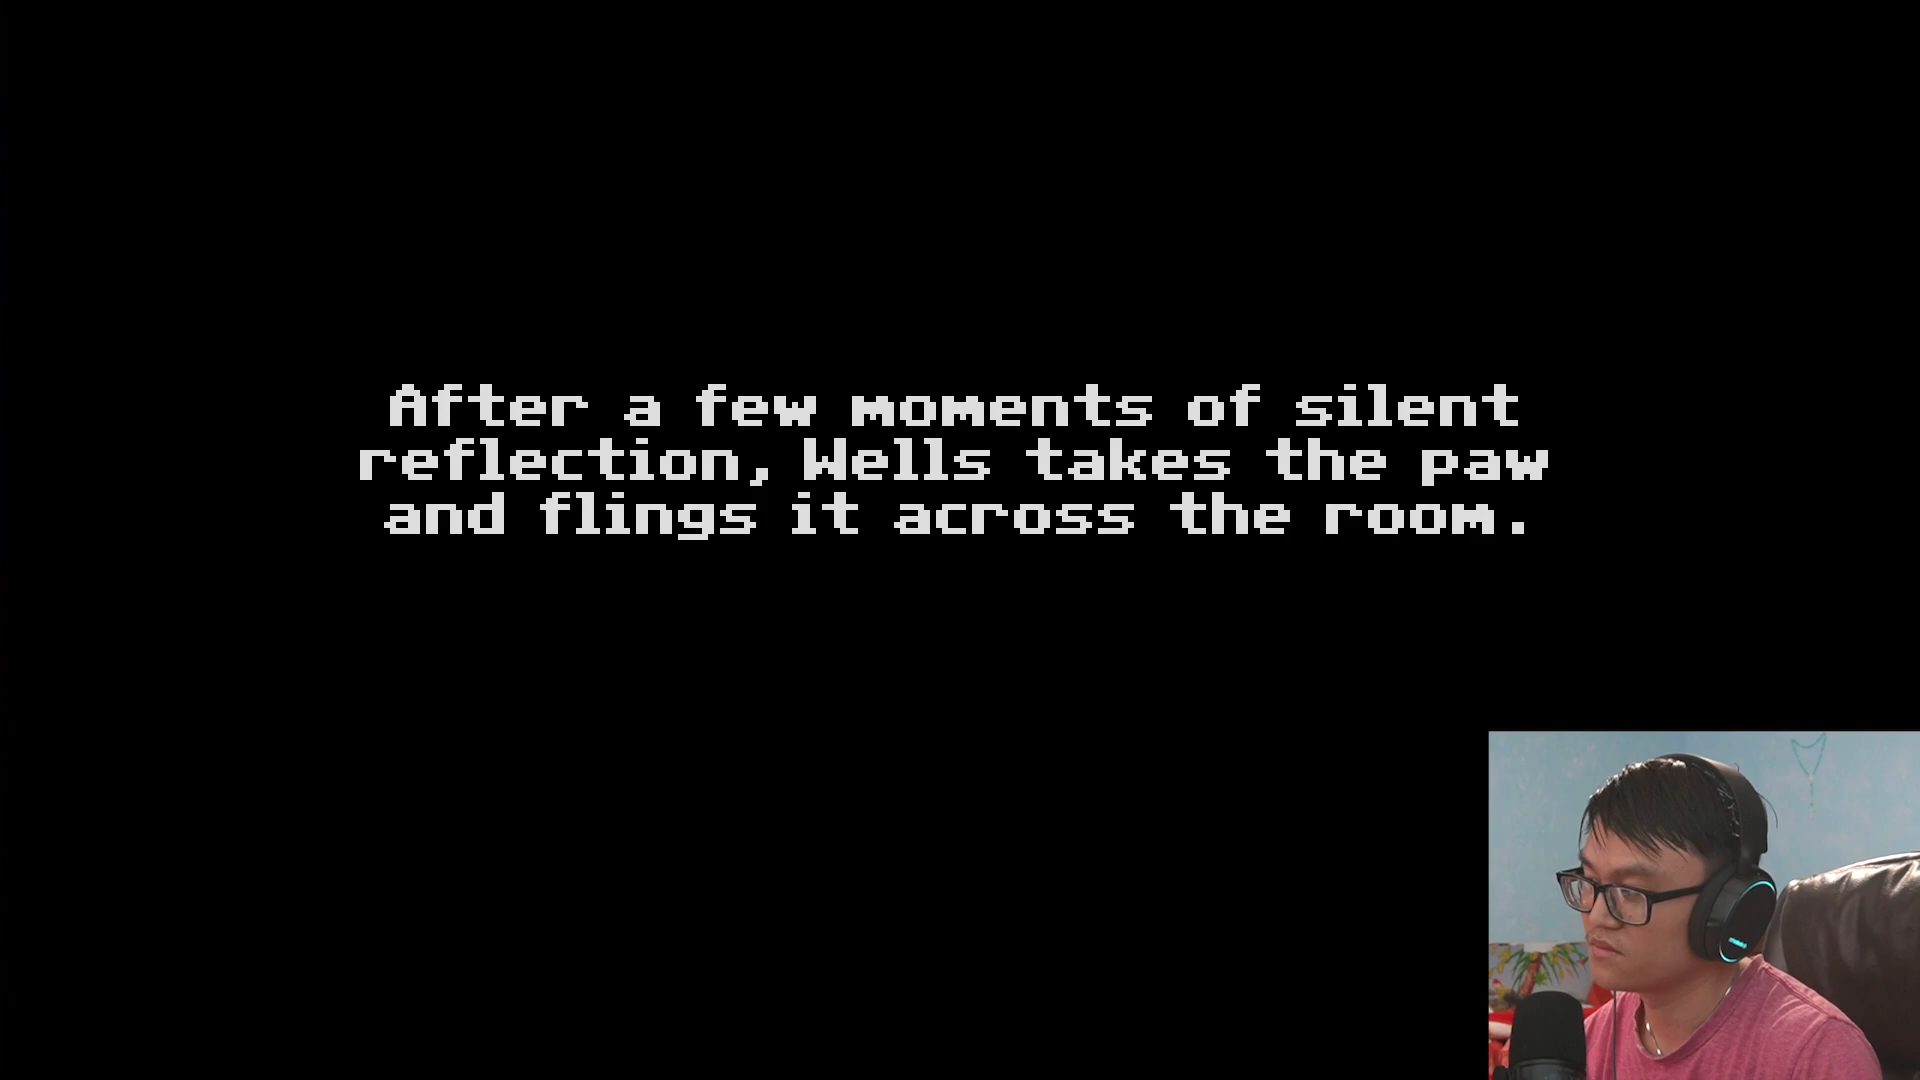 After a few moments of silent
reflection, Wells takes the paw
and flings it across the room.